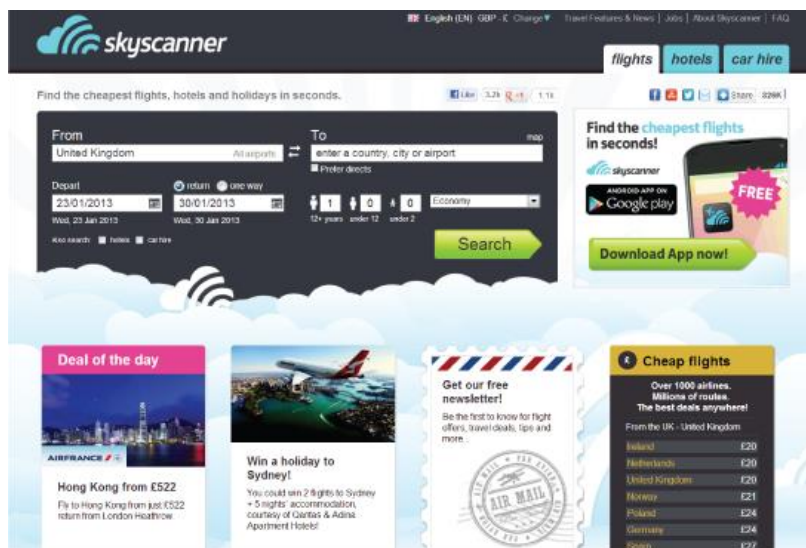 English (EN) GBP - £ Change▼ Travel Features & News | Jobs | About Skyscanner | FAQ
skyscanner
flights hotels car hire
Find the cheapest flights, hotels and holidays in seconds.
Like 3.2k +1 1.1k
Share 329K
From To map
United Kingdom All airports enter a country, city or airport
Prefer directs
Depart return one way
23/01/2013 30/01/2013 1 0 0 Economy
Wed, 23 Jan 2013 Wed, 30 Jan 2013 12+ years under 12 under 2
Also search: hotels car hire
Search
Find the cheapest flights
in seconds!
skyscanner
ANDROID APP ON
Google play
FREE
Download App now!
Deal of the day
AIRFRANCE
Hong Kong from £522
Fly to Hong Kong from just £522
return from London Heathrow
Win a holiday to
Sydney!
You could win 2 flights to Sydney
+ 5 nights' accommodation,
courtesy of Qantas & Adina
Apartment Hotels!
Get our free
newsletter!
Be the first to know for flight
offers, travel deals, tips and
more...
PAR AVION
AIR MAIL
£ Cheap flights
Over 1000 airlines.
Millions of routes.
The best deals anywhere!
From the UK - United Kingdom
Ireland £20
Netherlands £20
United Kingdom £20
Norway £21
Poland £24
Germany £24
Spain £27